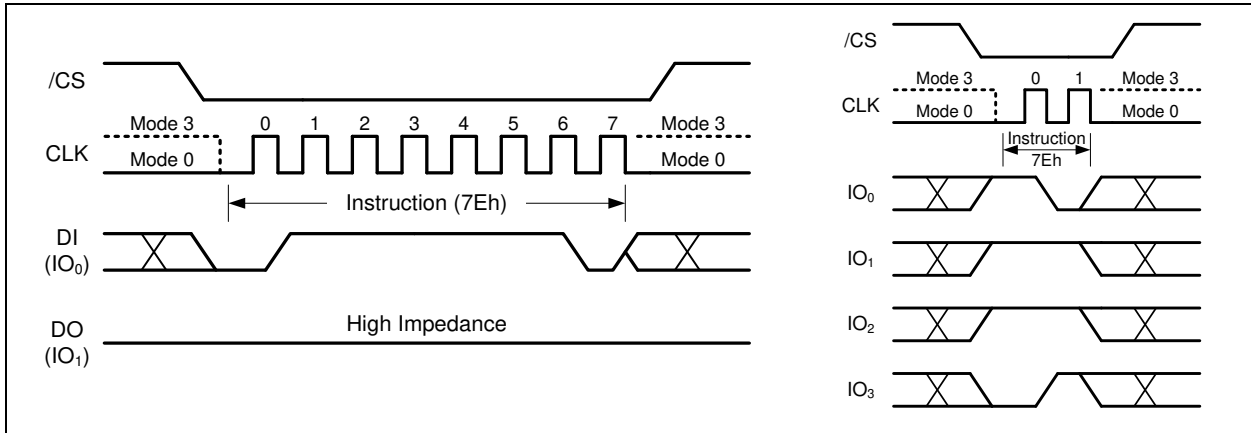 /CS
Mode 3 0 1 2 3 4 5 6 7 Mode 3
CLK
Mode 0 Mode 0
Instruction (7Eh)
DI
(IO₀)
High Impedance
DO
(IO₁)
/CS
Mode 3 0 1 Mode 3
CLK
Mode 0 Mode 0
Instruction
7Eh
IO₀
IO₁
IO₂
IO₃